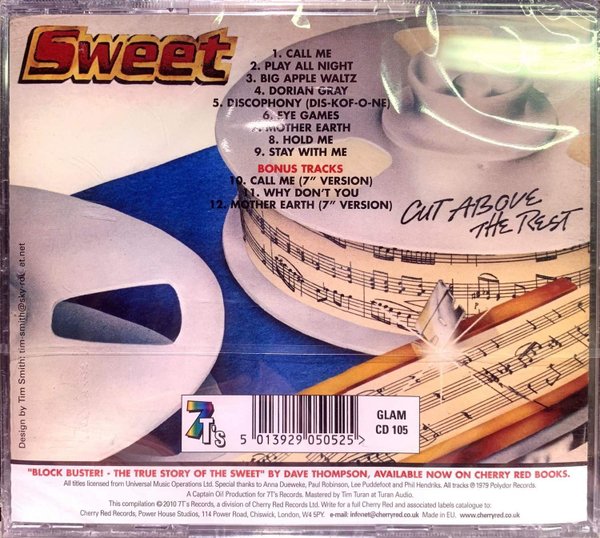 Sweet
1. CALL ME
2. PLAY ALL NIGHT
3. BIG APPLE WALTZ
4. DORIAN GRAY
5. DISCOPHONY (DIS-KOF-O-NE)
6. EYE GAMES
7. MOTHER EARTH
8. HOLD ME
9. STAY WITH ME
BONUS TRACKS
10. CALL ME (7" VERSION)
11. WHY DON'T YOU
12. MOTHER EARTH (7" VERSION)
CUT ABOVE
THE REST
Design by Tim Smith:
7T's
5 013929 050525 >
GLAM
CD 105
"BLOCK BUSTER! - THE TRUE STORY OF THE SWEET" BY DAVE THOMPSON, AVAILABLE NOW ON CHERRY RED BOOKS.
All titles licensed from Universal Music Operations Ltd. Special thanks to Anna Dueweke, Paul Robinson, Lee Puddefoot and Phil Hendriks. All tracks ℗ 1979 Polydor Records.
A Captain Oi! Production for 7T's Records. Mastered by Tim Turan at Turan Audio.
This compilation ©2010 7T's Records, a division of Cherry Red Records Ltd. Write for a full Cherry Red and associated labels catalogue to:
Cherry Red Records, Power House Studios, 114 Power Road, Chiswick, London, W4 5PY. e-mail: infonet@cherryred.co.uk Made in EU. www.cherryred.co.uk